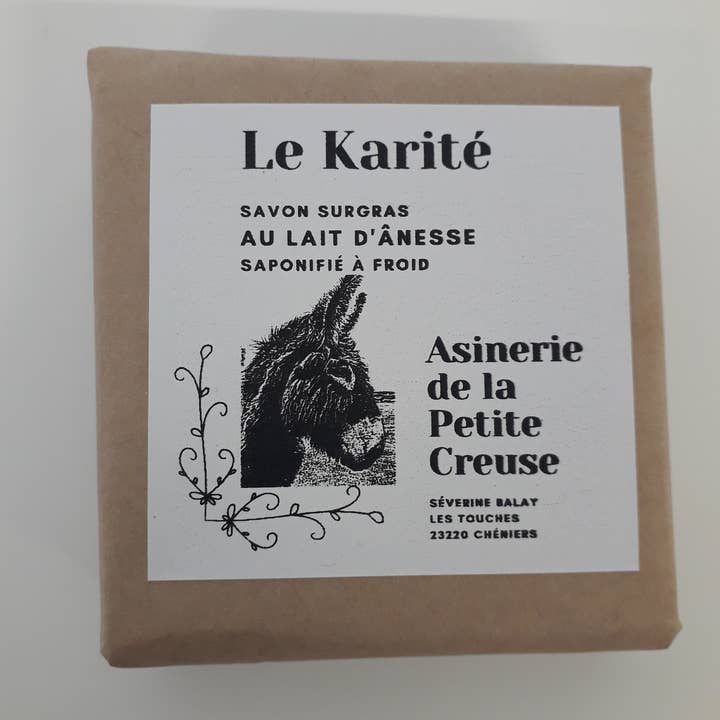 Le Karité
SAVON SURGRAS
AU LAIT D'ÂNESSE
SAPONIFIÉ À FROID
Asinerie
de la
Petite
Creuse
SÉVERINE BALAY
LES TOUCHES
23220 CHÉNIERS